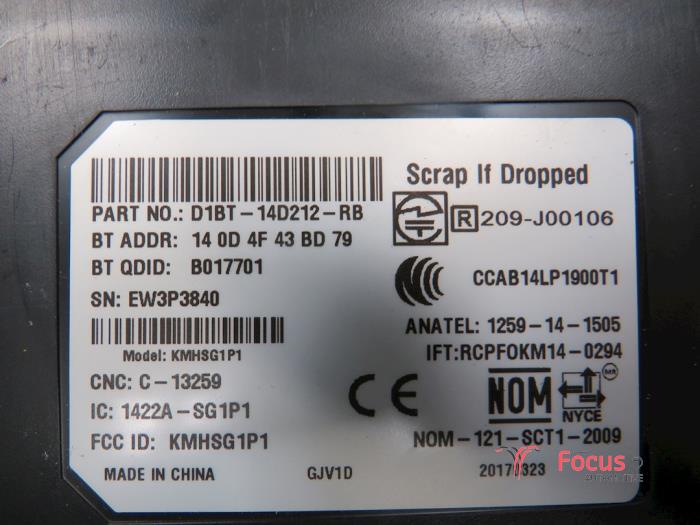 Scrap If Dropped
PART NO.: D1BT-14D212-RB
R 209-J00106
BT ADDR: 14 0D 4F 43 BD 79
BT QDID: B017701
CCAB14LP1900T1
SN: EW3P3840
ANATEL: 1259-14-1505
Model: KMHSG1P1
IFT:RCPFOKM14-0294
CNC: C-13259
CE
NOM
MR
NYCE
IC: 1422A-SG1P1
FCC ID: KMHSG1P1
NOM-121-SCT1-2009
MADE IN CHINA
GJV1D
Focus
AUTOMOTIVE